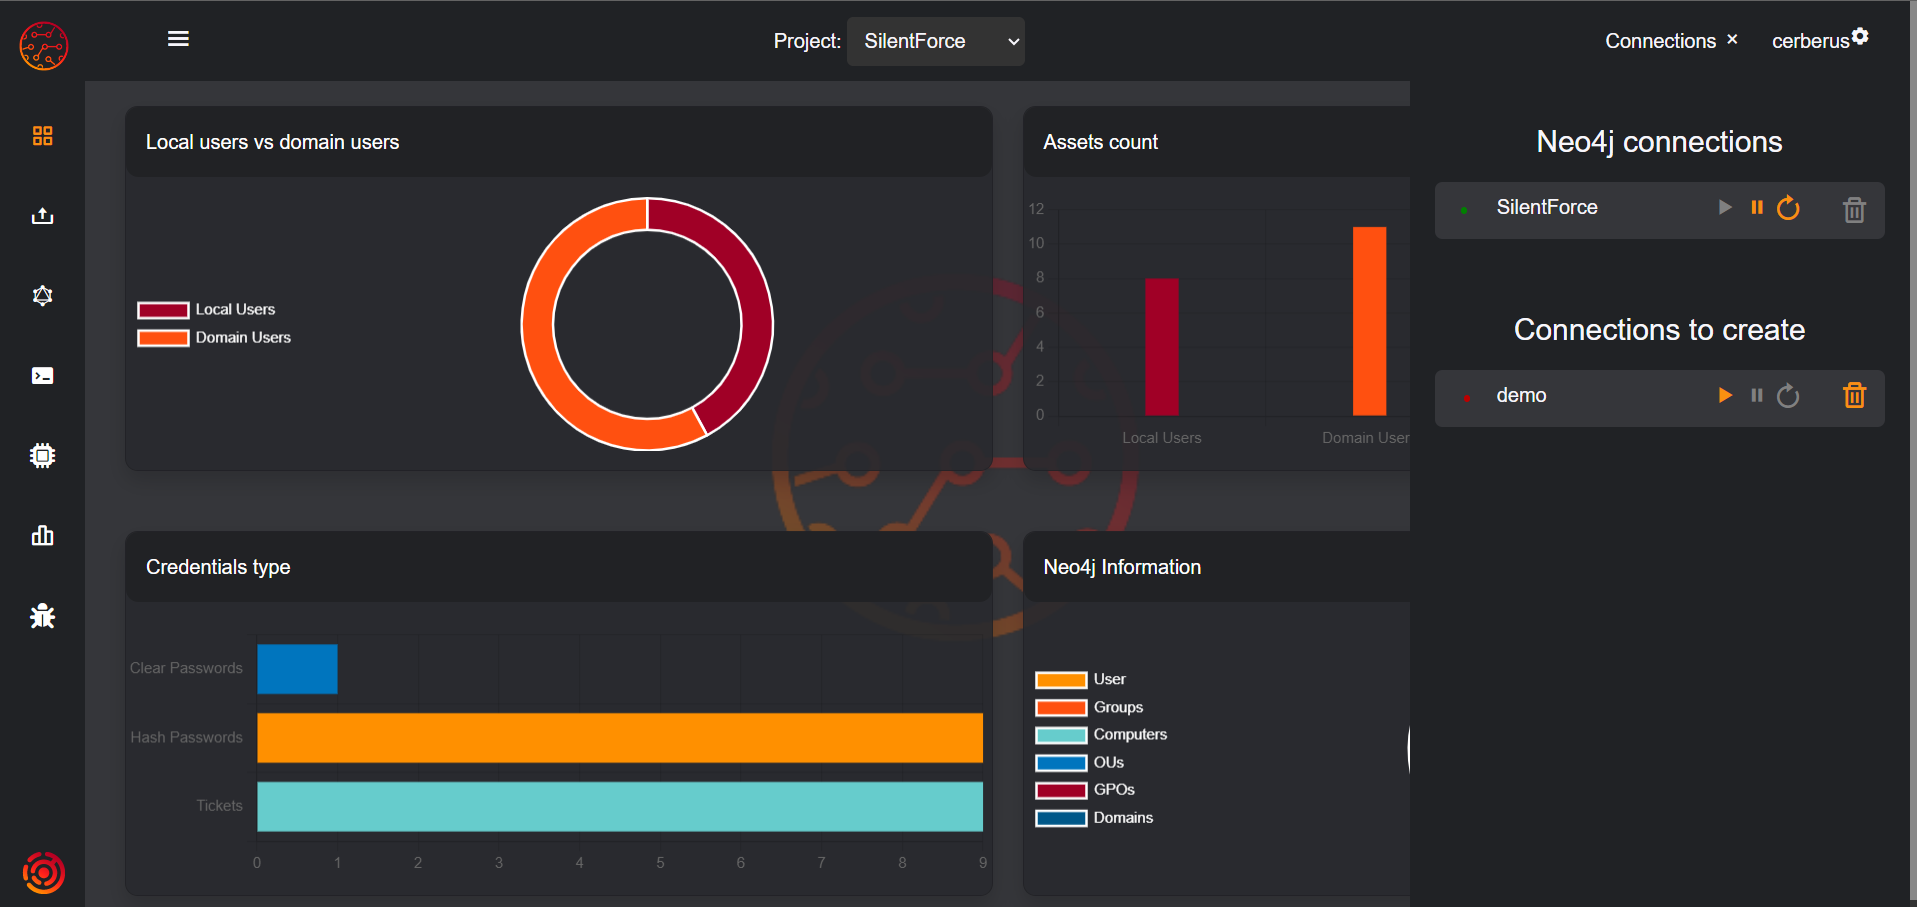 Project: SilentForce
Connections × cerberus
Local users vs domain users
Local Users
Domain Users
Assets count
12
10
8
6
4
2
0
Local Users
Domain User
Credentials type
Clear Passwords
Hash Passwords
Tickets
0 1 2 3 4 5 6 7 8 9
Neo4j Information
User
Groups
Computers
OUs
GPOs
Domains
Neo4j connections
SilentForce
Connections to create
demo